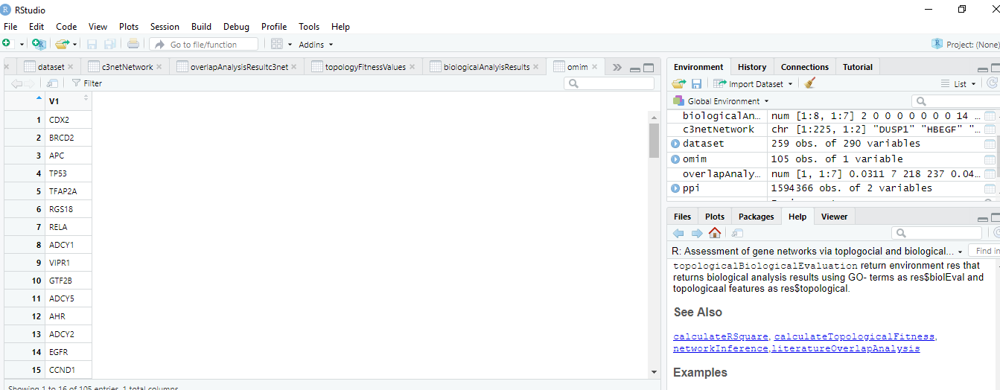 RStudio
File Edit Code View Plots Session Build Debug Profile Tools Help
Go to file/function Addins Project: (None)
dataset c3netNetwork overlapAnalysisResultc3net topologyFitnessValues biologicalAnalyisResults omim
Filter
V1
1 CDX2
2 BRCD2
3 APC
4 TP53
5 TFAP2A
6 RGS18
7 RELA
8 ADCY1
9 VIPR1
10 GTF2B
11 ADCY5
12 AHR
13 ADCY2
14 EGFR
15 CCND1
Showing 1 to 16 of 105 entries, 1 total columns
Environment History Connections Tutorial
Import Dataset List
Global Environment
biologicalAn… num [1:8, 1:7] 2 0 0 0 0 0 0 0 14 …
c3netNetwork chr [1:225, 1:2] "DUSP1" "HBEGF" "…
dataset 259 obs. of 290 variables
omim 105 obs. of 1 variable
overlapAnaly… num [1, 1:7] 0.0311 7 218 237 0.04…
ppi 1594366 obs. of 2 variables
Files Plots Packages Help Viewer
R: Assessment of gene networks via toplogocial and biological... Find in
topologicalBiologicalEvaluation return environment res that
returns biological analysis results using GO- terms as res$biolEval and
topologicaal features as res$topological.
See Also
calculateRSquare, calculateTopologicalFitness,
networkInference,literatureOverlapAnalysis
Examples